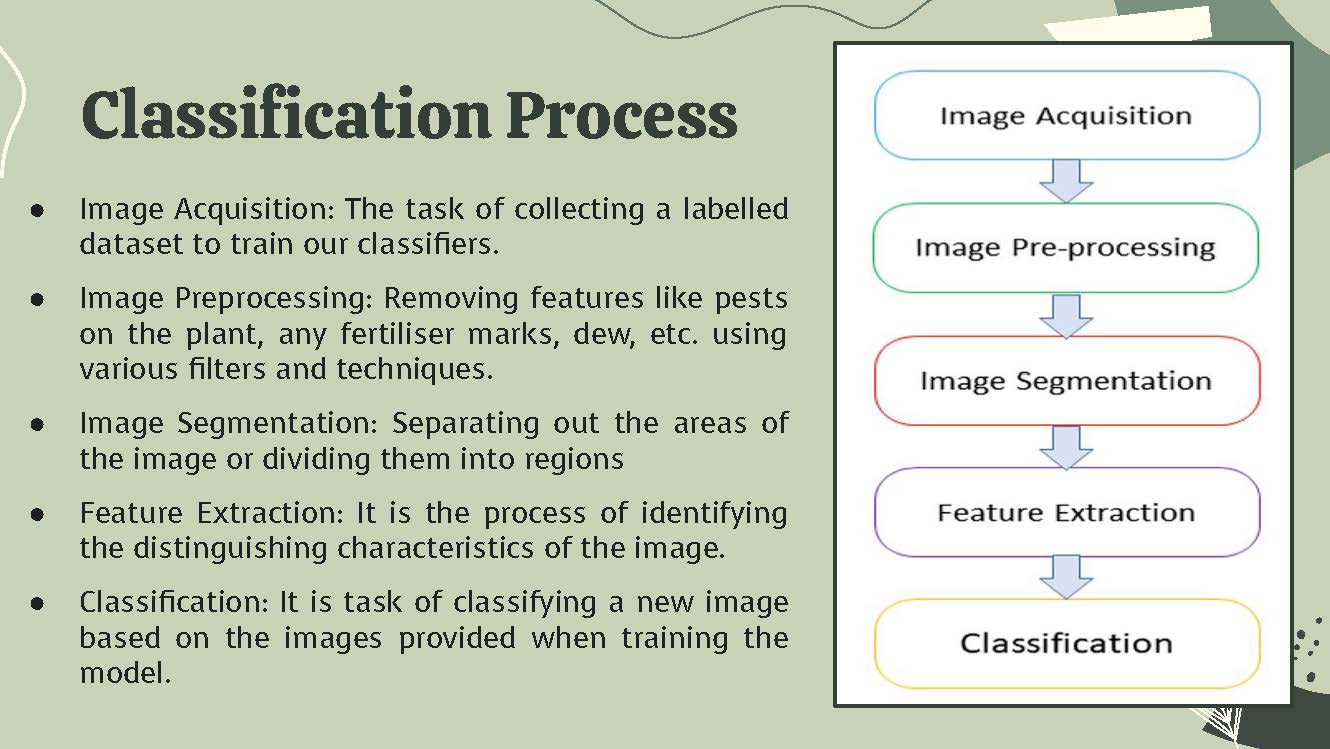 Classification Process
● Image Acquisition: The task of collecting a labelled
dataset to train our classifiers.
● Image Preprocessing: Removing features like pests
on the plant, any fertiliser marks, dew, etc. using
various filters and techniques.
● Image Segmentation: Separating out the areas of
the image or dividing them into regions
● Feature Extraction: It is the process of identifying
the distinguishing characteristics of the image.
● Classification: It is task of classifying a new image
based on the images provided when training the
model.
Image Acquisition
Image Pre-processing
Image Segmentation
Feature Extraction
Classification